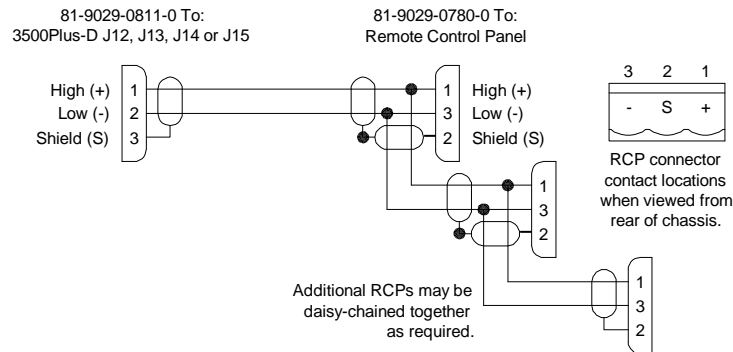 81-9029-0811-0 To:
3500Plus-D J12, J13, J14 or J15
81-9029-0780-0 To:
Remote Control Panel
High (+) 1
Low (-) 2
Shield (S) 3
1 High (+)
3 Low (-)
2 Shield (S)
3 2 1
- S +
RCP connector
contact locations
when viewed from
rear of chassis.
1
3
2
Additional RCPs may be
daisy-chained together
as required.
1
3
2